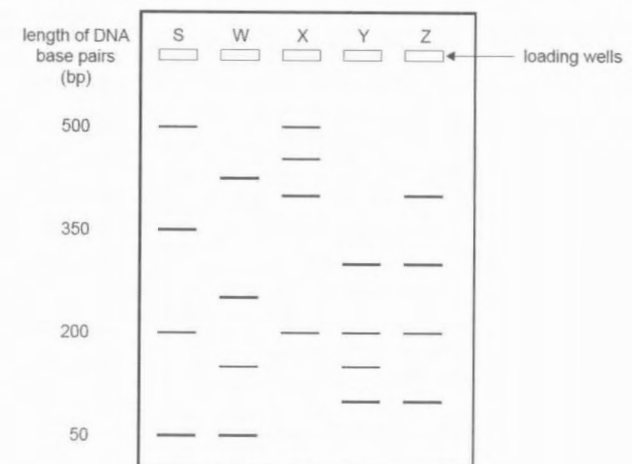 length of DNA
base pairs
(bp)
S W X Y Z
loading wells
500
350
200
50